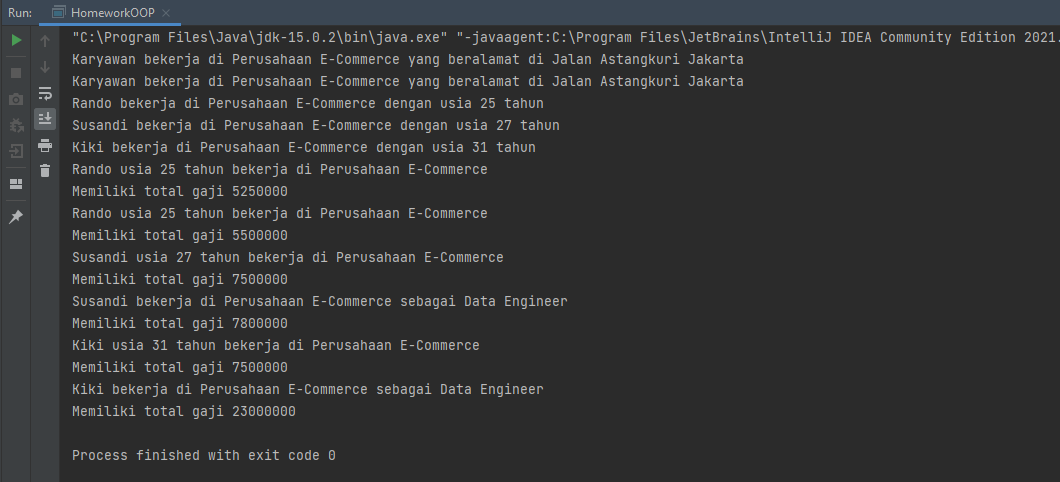 Run: HomeworkOOP
"C:\Program Files\Java\jdk-15.0.2\bin\java.exe" "-javaagent:C:\Program Files\JetBrains\IntelliJ IDEA Community Edition 2021.
Karyawan bekerja di Perusahaan E-Commerce yang beralamat di Jalan Astangkuri Jakarta
Karyawan bekerja di Perusahaan E-Commerce yang beralamat di Jalan Astangkuri Jakarta
Rando bekerja di Perusahaan E-Commerce dengan usia 25 tahun
Susandi bekerja di Perusahaan E-Commerce dengan usia 27 tahun
Kiki bekerja di Perusahaan E-Commerce dengan usia 31 tahun
Rando usia 25 tahun bekerja di Perusahaan E-Commerce
Memiliki total gaji 5250000
Rando usia 25 tahun bekerja di Perusahaan E-Commerce
Memiliki total gaji 5500000
Susandi usia 27 tahun bekerja di Perusahaan E-Commerce
Memiliki total gaji 7500000
Susandi bekerja di Perusahaan E-Commerce sebagai Data Engineer
Memiliki total gaji 7800000
Kiki usia 31 tahun bekerja di Perusahaan E-Commerce
Memiliki total gaji 7500000
Kiki bekerja di Perusahaan E-Commerce sebagai Data Engineer
Memiliki total gaji 23000000
Process finished with exit code 0